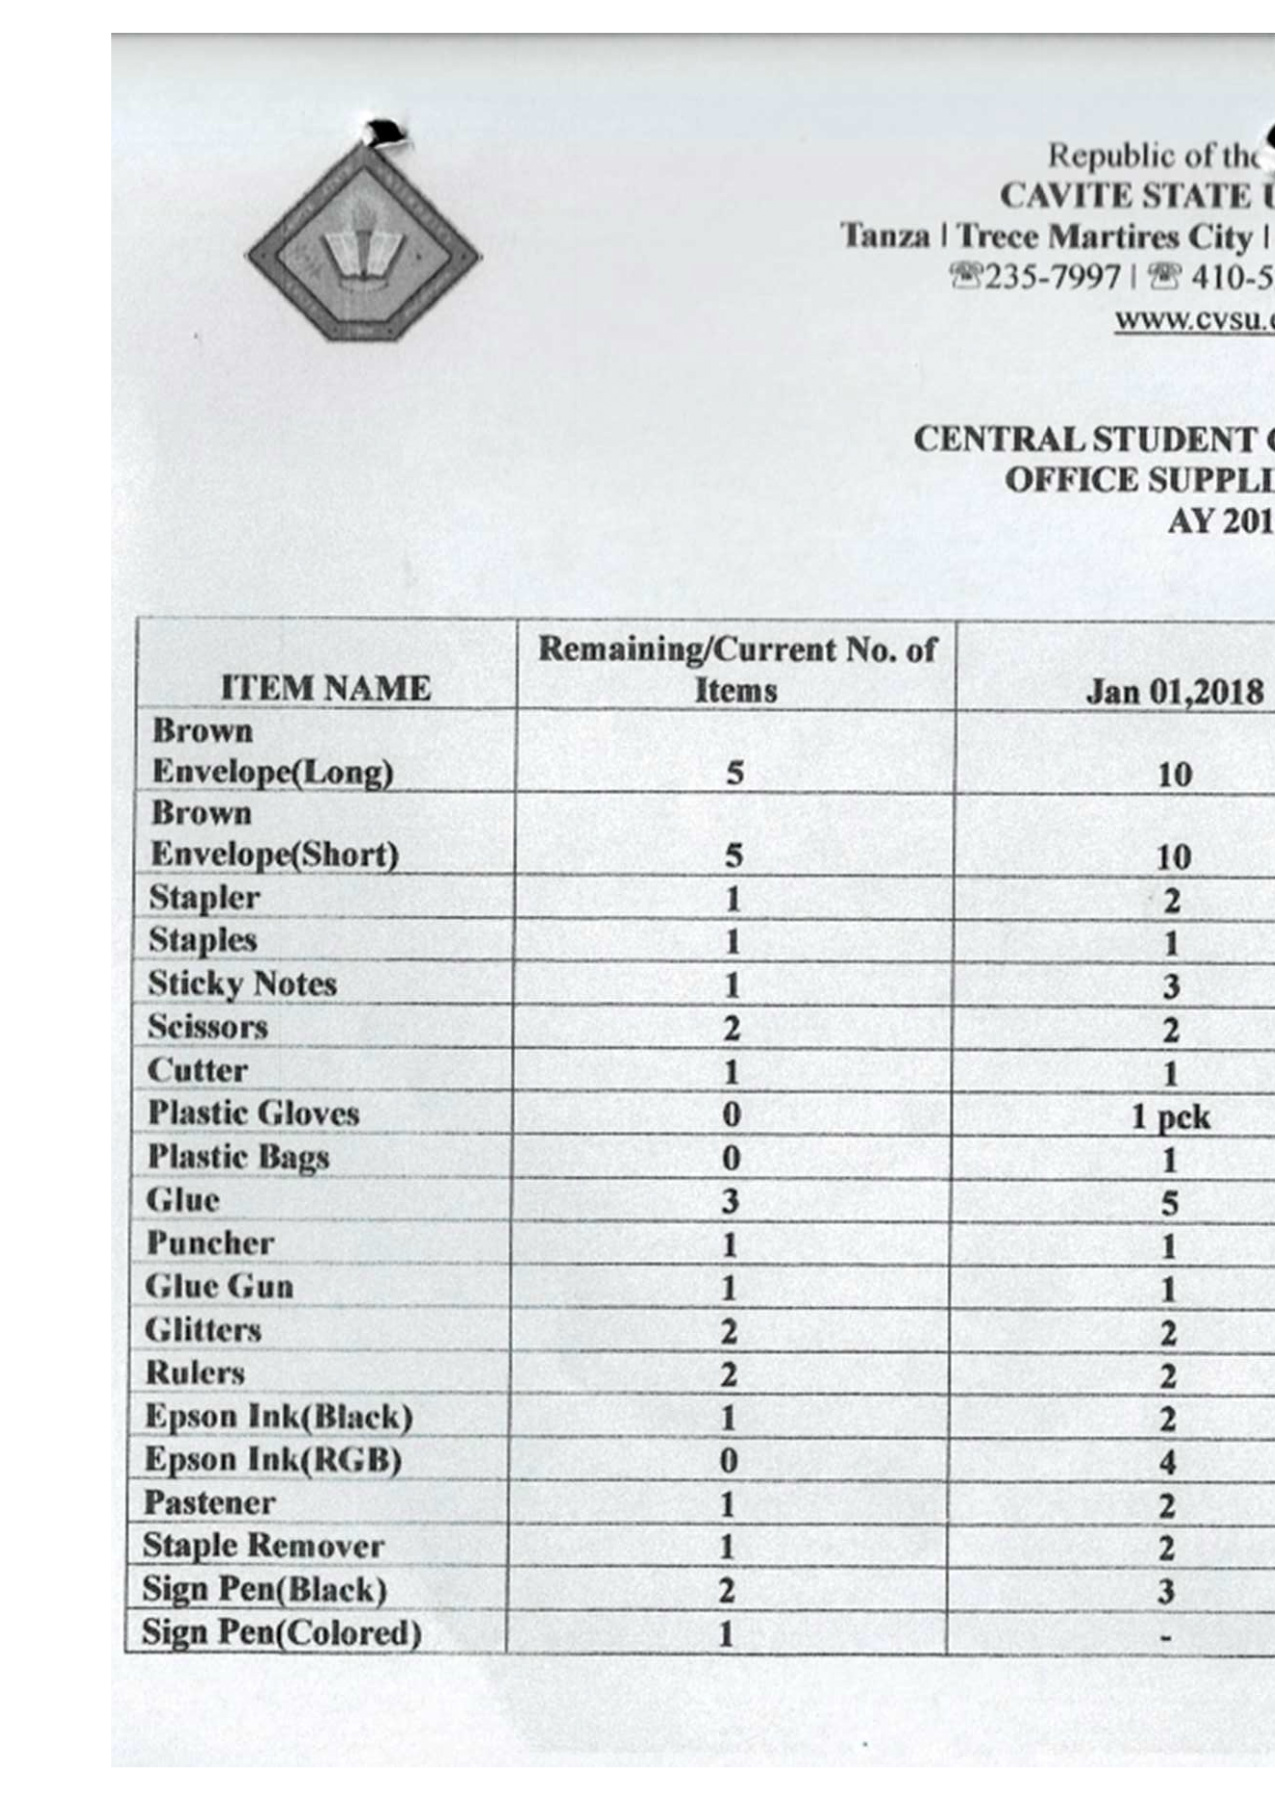 Republic of the
CAVITE STATE U
Tanza | Trece Martires City |
☏235-7997 | ☏ 410-5
www.cvsu.e
CENTRAL STUDENT G
OFFICE SUPPLI
AY 201
ITEM NAME Remaining/Current No. of Items Jan 01,2018
Brown Envelope(Long) 5 10
Brown Envelope(Short) 5 10
Stapler 1 2
Staples 1 1
Sticky Notes 1 3
Scissors 2 2
Cutter 1 1
Plastic Gloves 0 1 pck
Plastic Bags 0 1
Glue 3 5
Puncher 1 1
Glue Gun 1 1
Glitters 2 2
Rulers 2 2
Epson Ink(Black) 1 2
Epson Ink(RGB) 0 4
Pastener 1 2
Staple Remover 1 2
Sign Pen(Black) 2 3
Sign Pen(Colored) 1 -